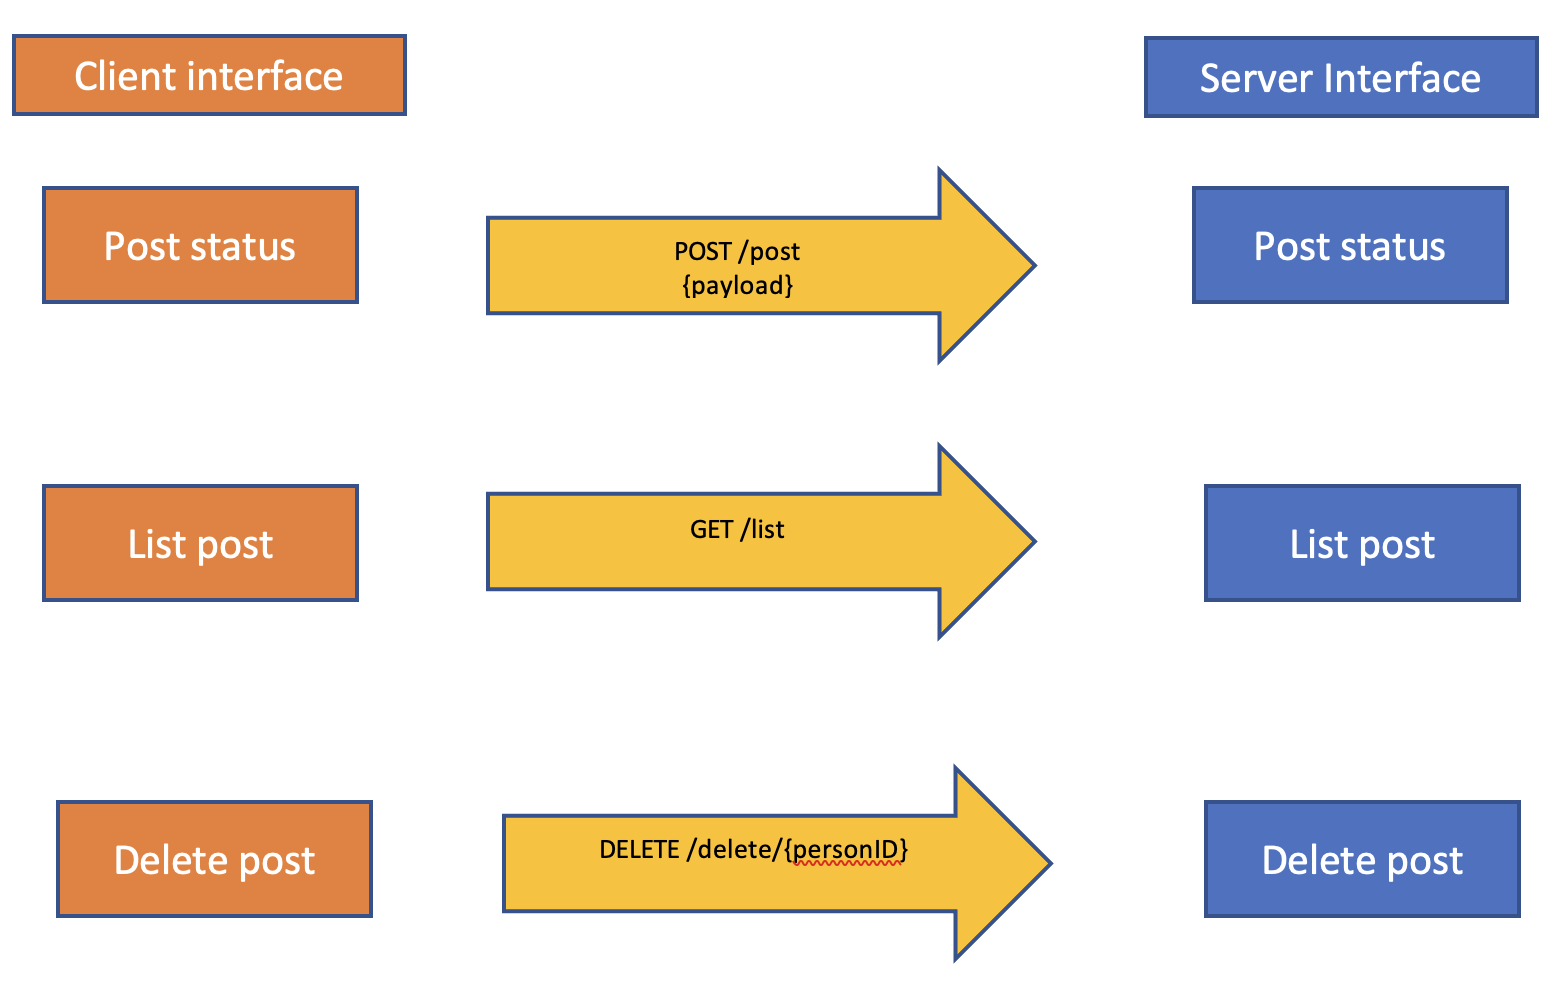 Client interface
Server Interface
Post status
POST /post
{payload}
Post status
List post
GET /list
List post
Delete post
DELETE /delete/{personID}
Delete post